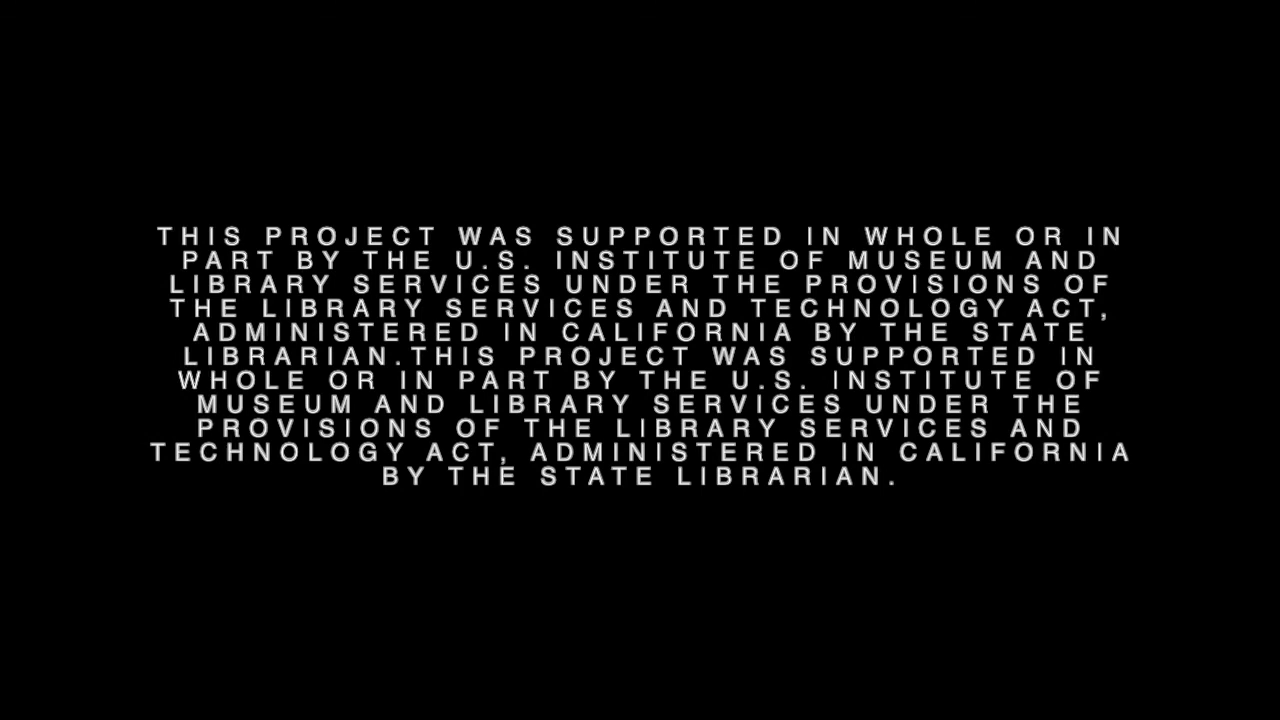 THIS PROJECT WAS SUPPORTED IN WHOLE OR IN
PART BY THE U.S. INSTITUTE OF MUSEUM AND
LIBRARY SERVICES UNDER THE PROVISIONS OF
THE LIBRARY SERVICES AND TECHNOLOGY ACT,
ADMINISTERED IN CALIFORNIA BY THE STATE
LIBRARIAN.THIS PROJECT WAS SUPPORTED IN
WHOLE OR IN PART BY THE U.S. INSTITUTE OF
MUSEUM AND LIBRARY SERVICES UNDER THE
PROVISIONS OF THE LIBRARY SERVICES AND
TECHNOLOGY ACT, ADMINISTERED IN CALIFORNIA
BY THE STATE LIBRARIAN.